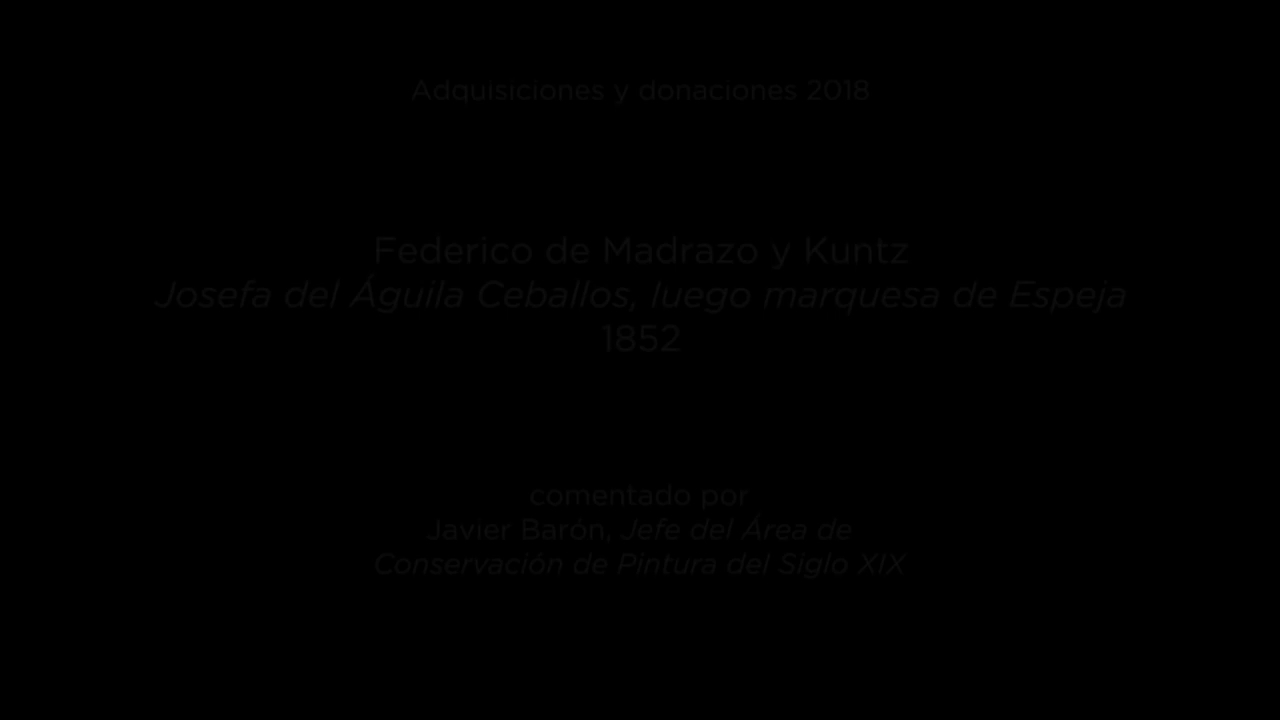 Adquisiciones y donaciones 2018
Federico de Madrazo y Kuntz
Josefa del Águila Ceballos, luego marquesa de Espeja
1852
comentado por
Javier Barón, Jefe del Área de
Conservación de Pintura del Siglo XIX